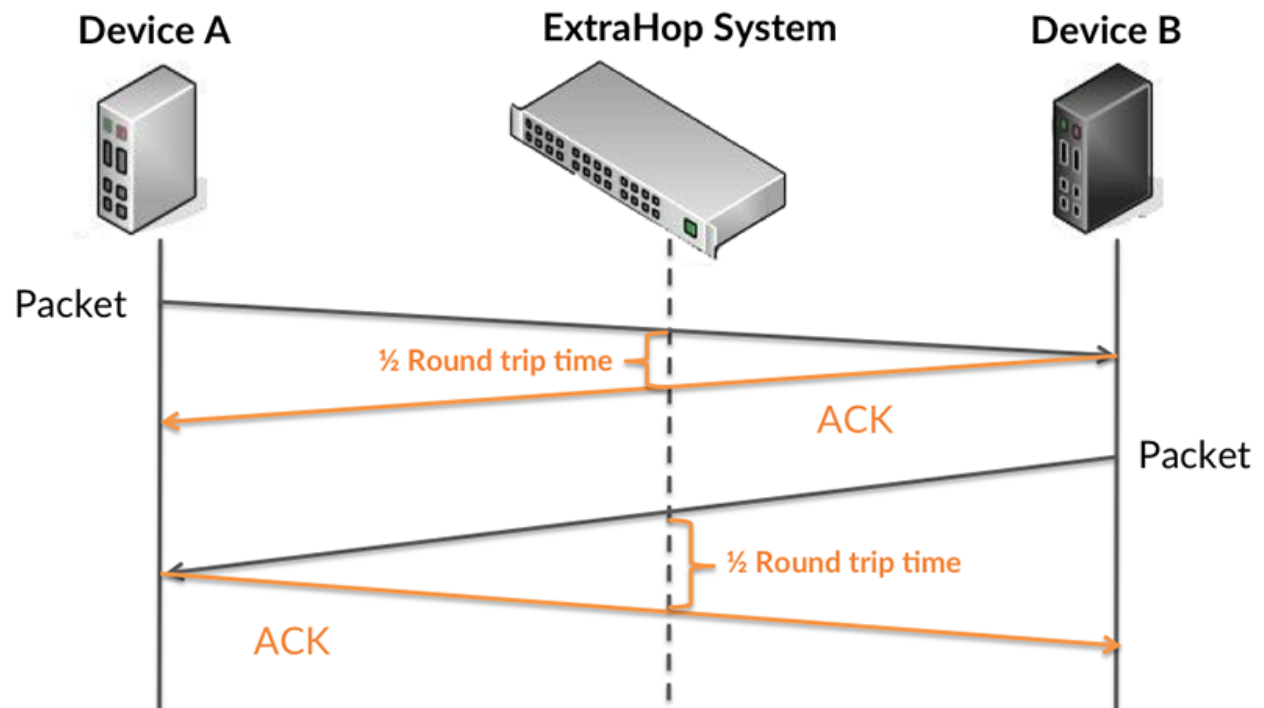 Device A
ExtraHop System
Device B
Packet
½ Round trip time
ACK
Packet
½ Round trip time
ACK